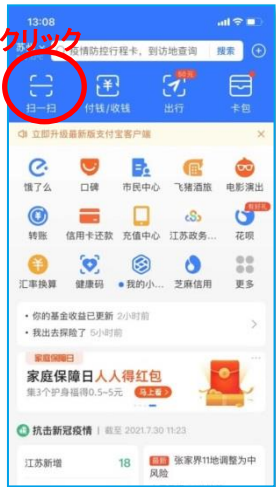 13:08
クリック
苏州
疫情防控行程卡，到访地查询 搜索
扫一扫 付钱/收钱 出行 卡包
立即升级最新版支付宝客户端
饿了么 口碑 市民中心 飞猪酒旅 电影演出
转账 信用卡还款 充值中心 江苏政务... 花呗
汇率换算 健康码 我的小... 芝麻信用 更多
• 你的基金收益已更新 2小时前
• 我出去探险了 5小时前
家庭保障日
家庭保障日人人得红包
集3个护身福得0.5~5元 马上看
抗击新冠疫情 | 截至 2021.7.30 11:23
江苏新增 18 最新 张家界11地调整为中
风险